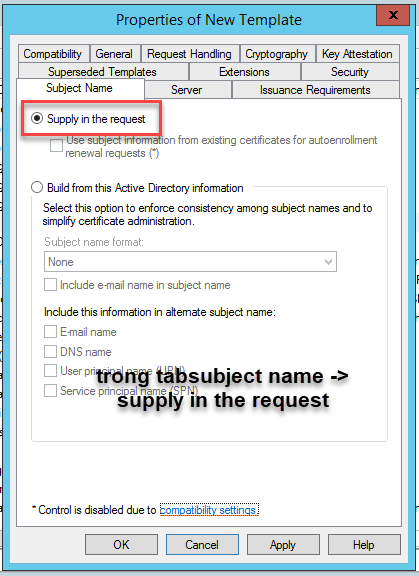 Properties of New Template
x
Compatibility General Request Handling Cryptography Key Attestation
Superseded Templates Extensions Security
Subject Name Server Issuance Requirements
Supply in the request
Use subject information from existing certificates for autoenrollment
renewal requests (*)
Build from this Active Directory information
Select this option to enforce consistency among subject names and to
simplify certificate administration.
Subject name format:
None
Include e-mail name in subject name
Include this information in alternate subject name:
E-mail name
DNS name
User principal name (UPN)
Service principal name (SPN)
trong tabsubject name ->
supply in the request
* Control is disabled due to compatibility settings.
OK Cancel Apply Help